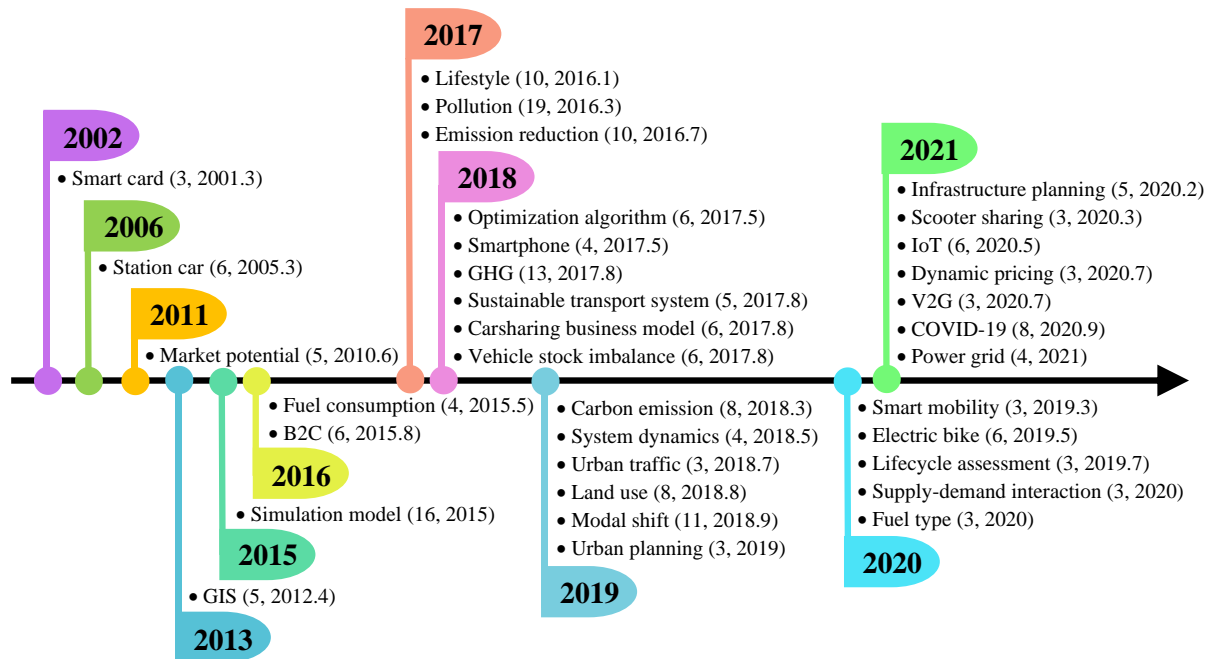 2002
• Smart card (3, 2001.3)
2006
• Station car (6, 2005.3)
2011
• Market potential (5, 2010.6)
• GIS (5, 2012.4)
2013
• Simulation model (16, 2015)
2015
• Fuel consumption (4, 2015.5)
• B2C (6, 2015.8)
2016
2017
• Lifestyle (10, 2016.1)
• Pollution (19, 2016.3)
• Emission reduction (10, 2016.7)
2018
• Optimization algorithm (6, 2017.5)
• Smartphone (4, 2017.5)
• GHG (13, 2017.8)
• Sustainable transport system (5, 2017.8)
• Carsharing business model (6, 2017.8)
• Vehicle stock imbalance (6, 2017.8)
• Carbon emission (8, 2018.3)
• System dynamics (4, 2018.5)
• Urban traffic (3, 2018.7)
• Land use (8, 2018.8)
• Modal shift (11, 2018.9)
• Urban planning (3, 2019)
2019
• Smart mobility (3, 2019.3)
• Electric bike (6, 2019.5)
• Lifecycle assessment (3, 2019.7)
• Supply-demand interaction (3, 2020)
• Fuel type (3, 2020)
2020
2021
• Infrastructure planning (5, 2020.2)
• Scooter sharing (3, 2020.3)
• IoT (6, 2020.5)
• Dynamic pricing (3, 2020.7)
• V2G (3, 2020.7)
• COVID-19 (8, 2020.9)
• Power grid (4, 2021)